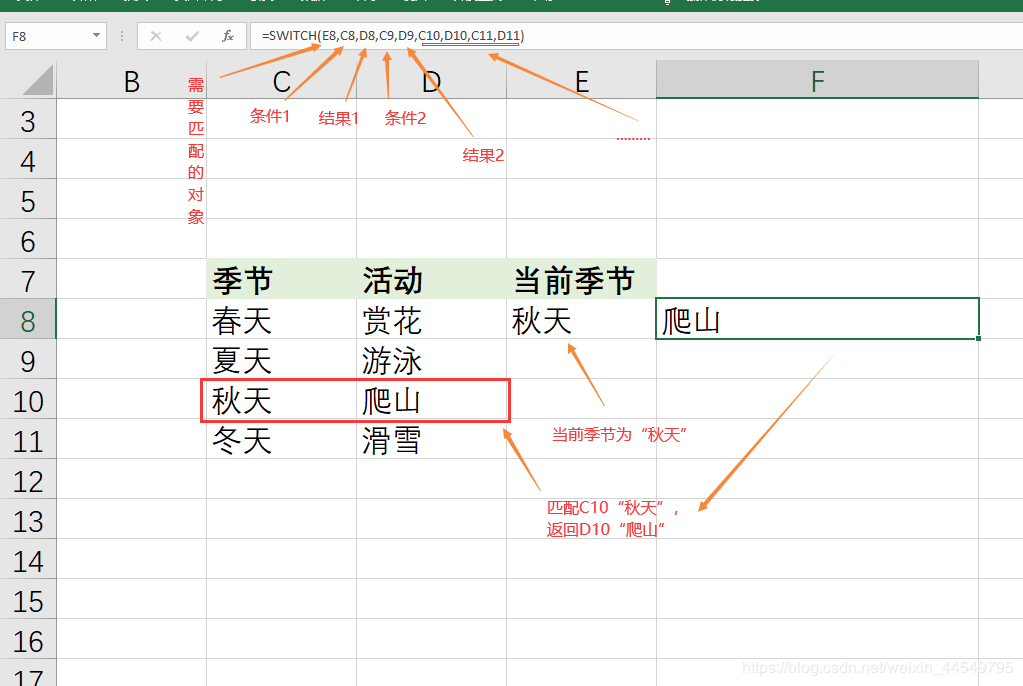 F8
fx
=SWITCH(E8,C8,D8,C9,D9,C10,D10,C11,D11)
B C D E F
需要匹配的对象
条件1
结果1
条件2
结果2
.........
3
4
5
6
7 季节 活动 当前季节
8 春天 赏花 秋天 爬山
9 夏天 游泳
10 秋天 爬山
11 冬天 滑雪
当前季节为“秋天”
12
匹配C10“秋天”，
13
返回D10“爬山”
14
15
16
17
https://blog.csdn.net/weixin_44549795